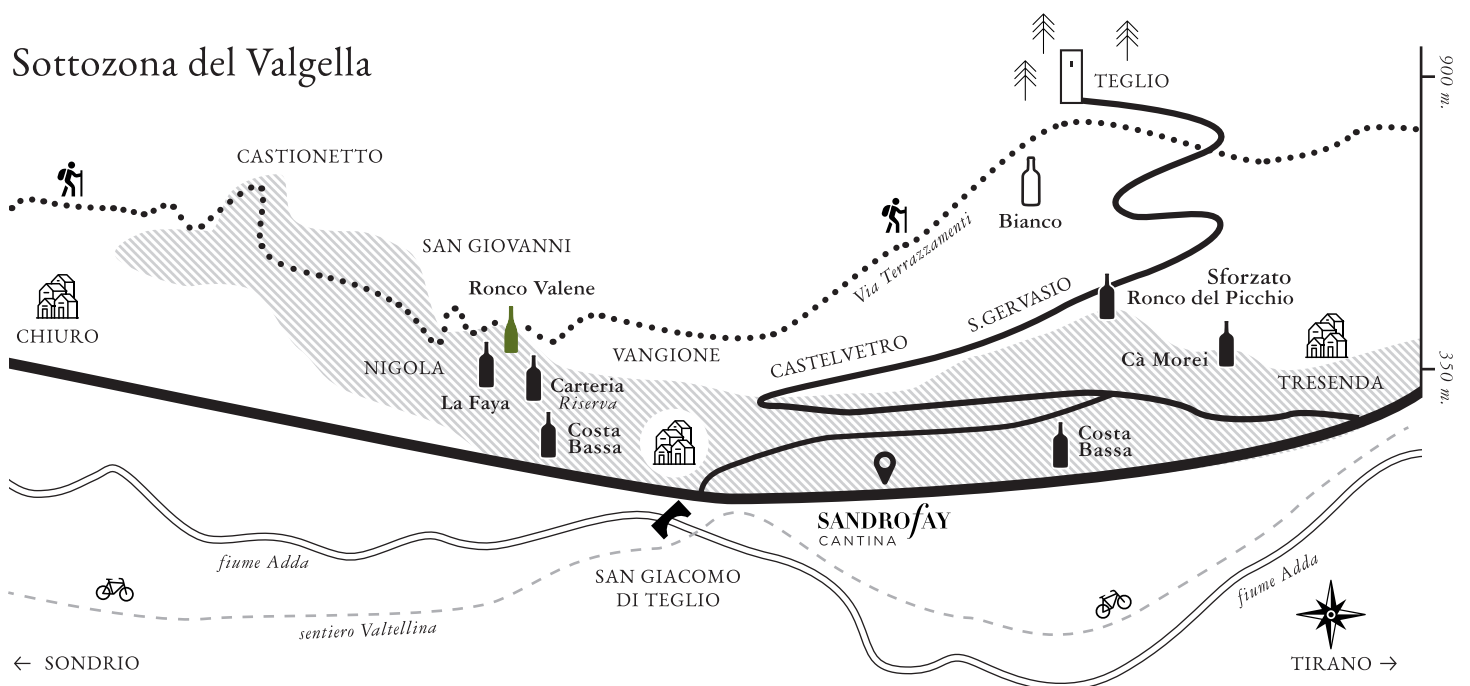 Sottozona del Valgella
TEGLIO
900 m.
CASTIONETTO
Bianco
Via Terrazzamenti
SAN GIOVANNI
Ronco Valene
S.GERVASIO
Sforzato
Ronco del Picchio
CHIURO
NIGOLA
VANGIONE
CASTELVETRO
Cà Morei
TRESENDA
350 m.
La Faya
Carteria
Riserva
Costa
Bassa
Costa
Bassa
SANDROFAY
CANTINA
fiume Adda
SAN GIACOMO
DI TEGLIO
fiume Adda
sentiero Valtellina
← SONDRIO
TIRANO →